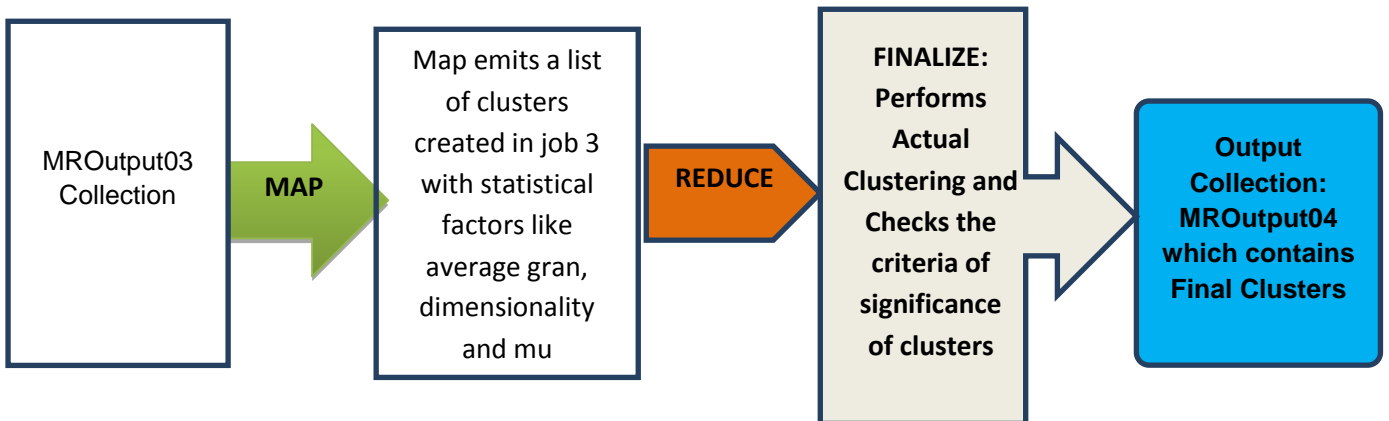 MROutput03
Collection
MAP
Map emits a list
of clusters
created in job 3
with statistical
factors like
average gran,
dimensionality
and mu
REDUCE
FINALIZE:
Performs
Actual
Clustering and
Checks the
criteria of
significance
of clusters
Output
Collection:
MROutput04
which contains
Final Clusters